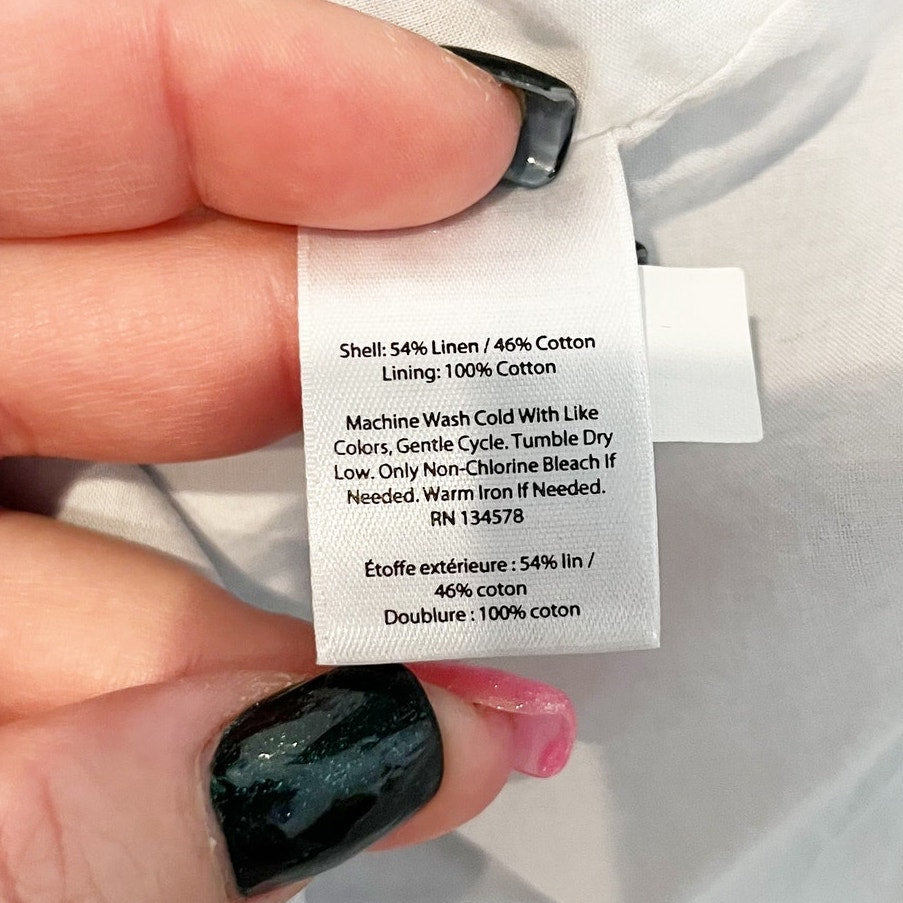 Shell: 54% Linen / 46% Cotton
Lining: 100% Cotton
Machine Wash Cold With Like
Colors, Gentle Cycle. Tumble Dry
Low. Only Non-Chlorine Bleach If
Needed. Warm Iron If Needed.
RN 134578
Étoffe extérieure : 54% lin /
46% coton
Doublure : 100% coton